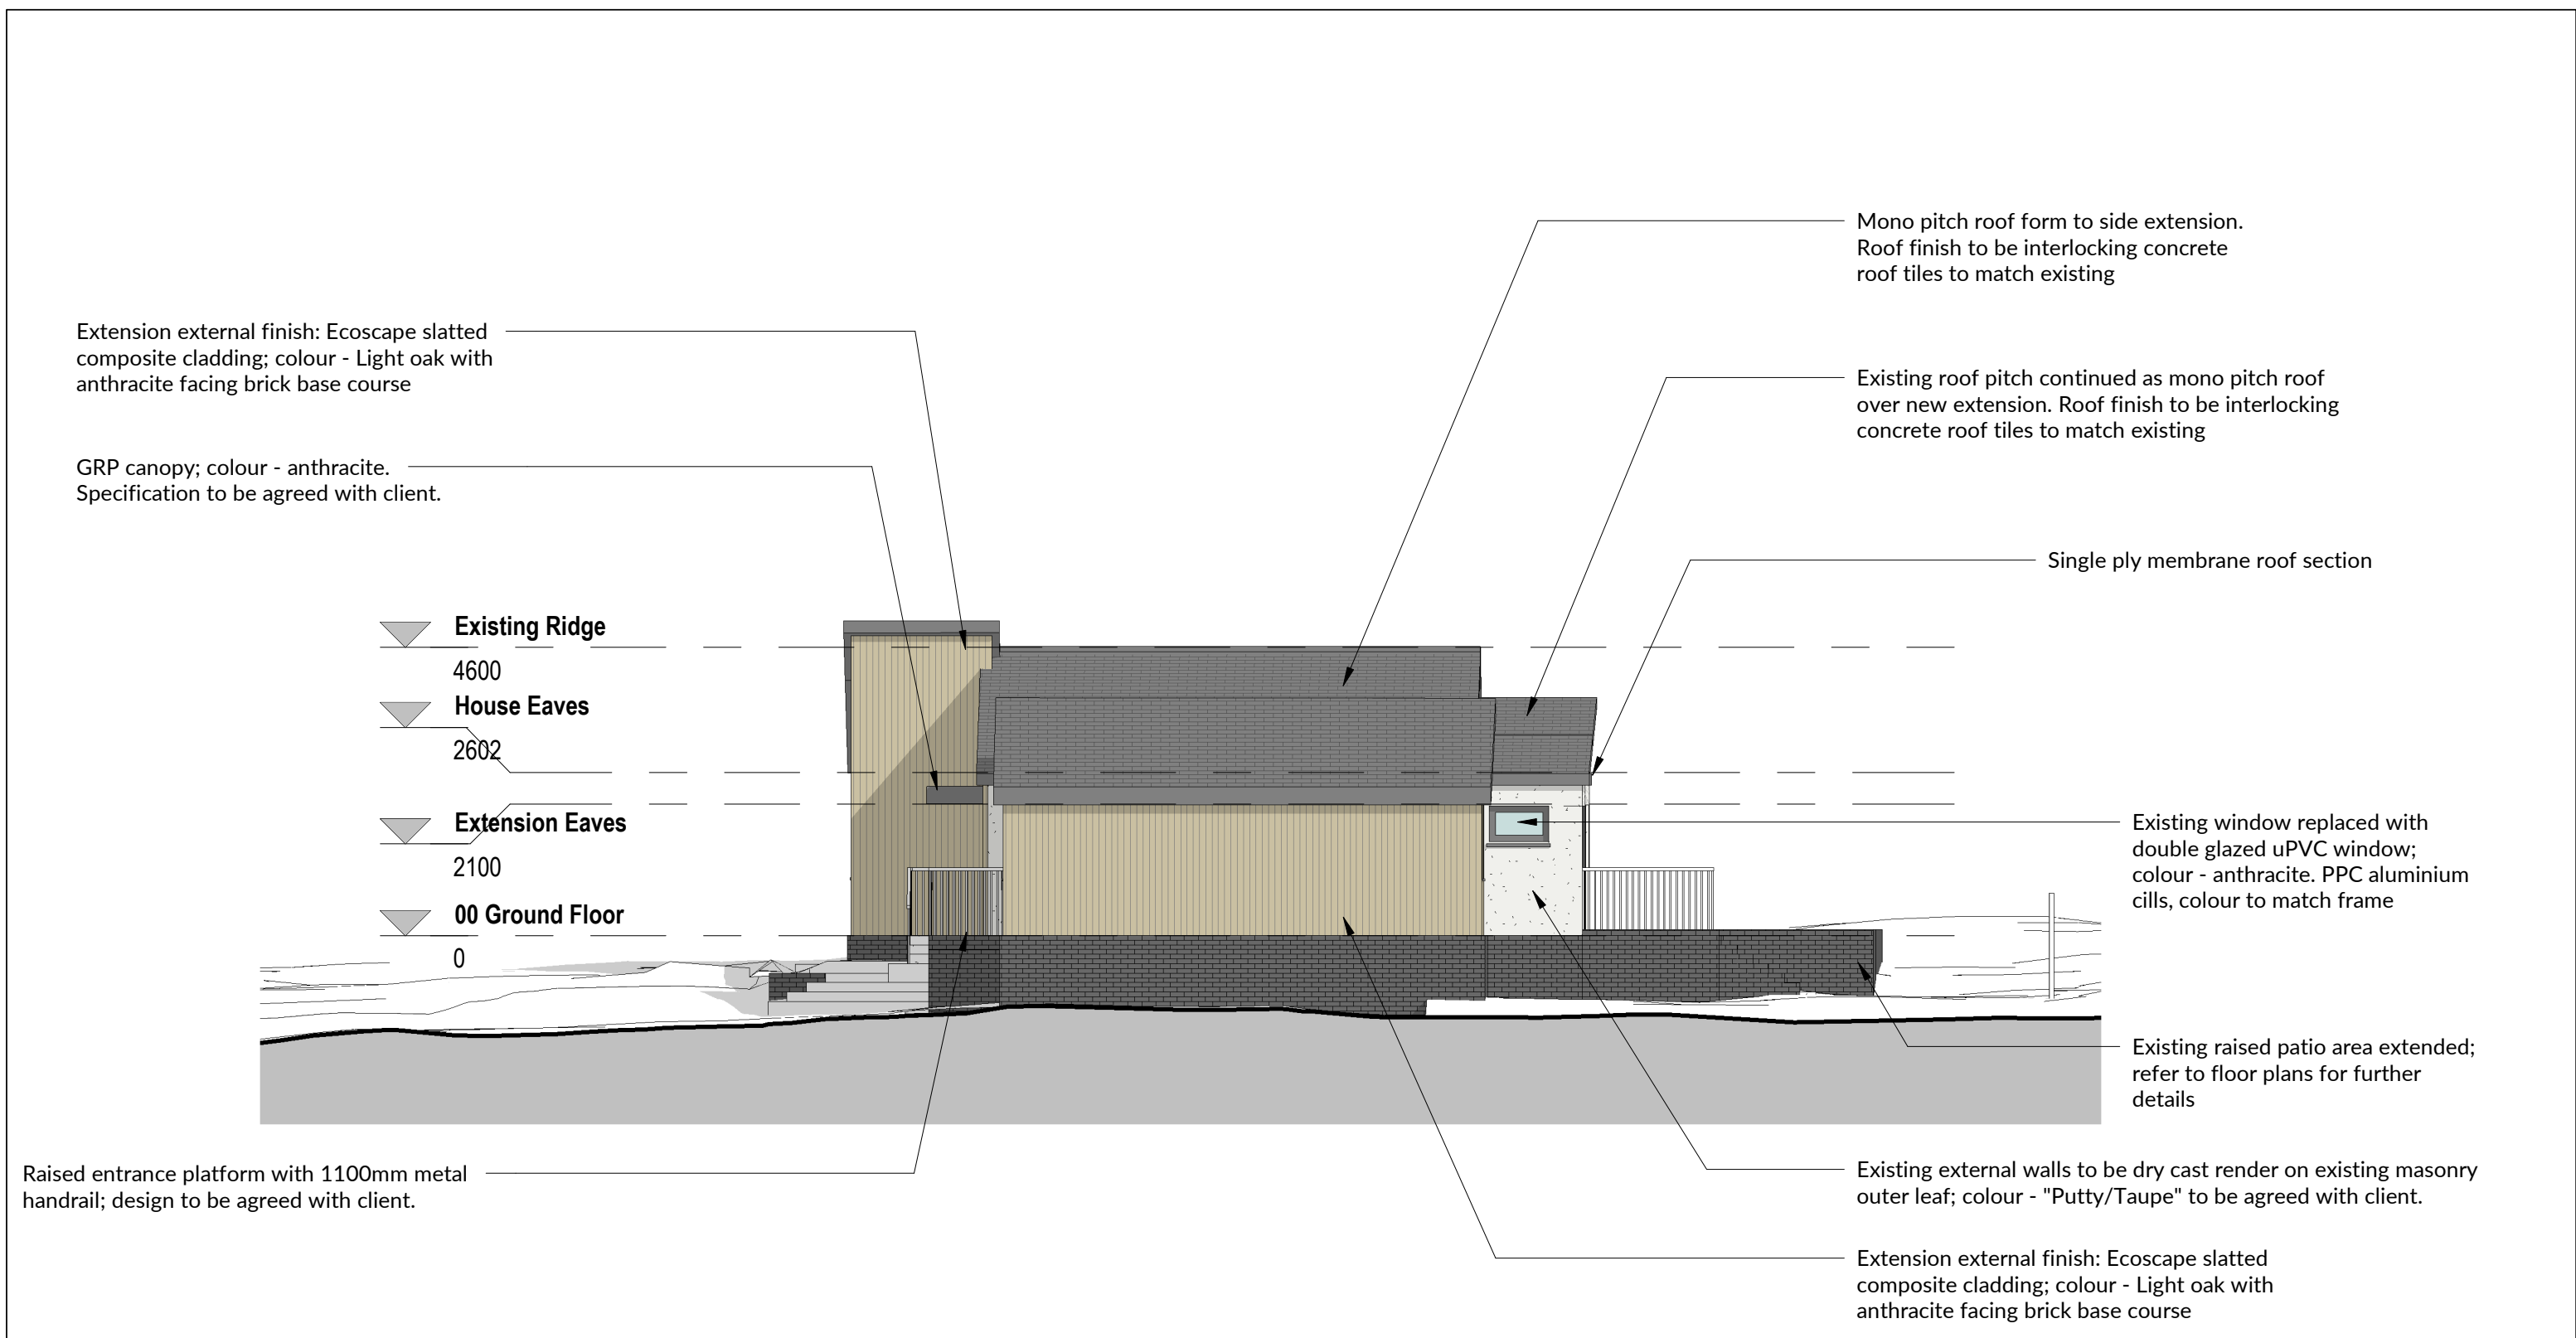 Mono pitch roof form to side extension.
Roof finish to be interlocking concrete
roof tiles to match existing
Extension external finish: Ecoscape slatted
composite cladding; colour - Light oak with
anthracite facing brick base course
Existing roof pitch continued as mono pitch roof
over new extension. Roof finish to be interlocking
concrete roof tiles to match existing
GRP canopy; colour - anthracite.
Specification to be agreed with client.
Single ply membrane roof section
Existing Ridge
4600
House Eaves
2602
Extension Eaves
2100
00 Ground Floor
0
Existing window replaced with
double glazed uPVC window;
colour - anthracite. PPC aluminium
cills, colour to match frame
Existing raised patio area extended;
refer to floor plans for further
details
Raised entrance platform with 1100mm metal
handrail; design to be agreed with client.
Existing external walls to be dry cast render on existing masonry
outer leaf; colour - "Putty/Taupe" to be agreed with client.
Extension external finish: Ecoscape slatted
composite cladding; colour - Light oak with
anthracite facing brick base course